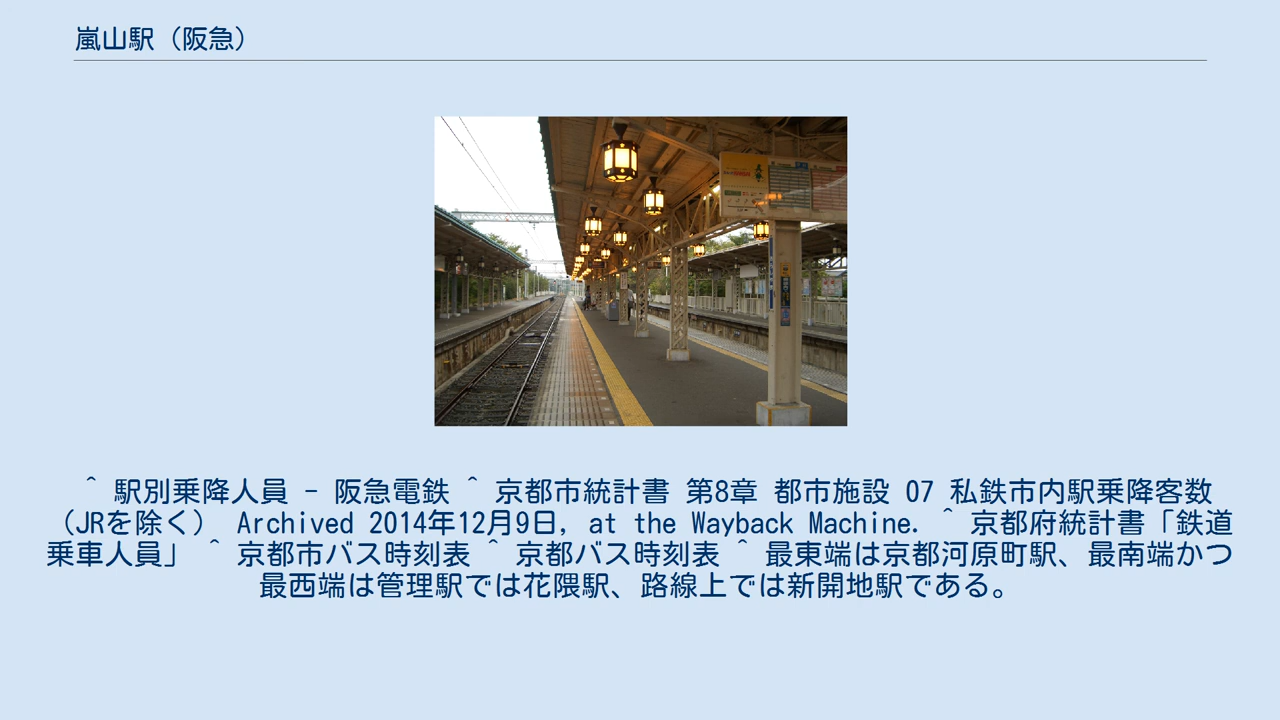 嵐山駅（阪急）
^ 駅別乗降人員 - 阪急電鉄 ^ 京都市統計書 第8章 都市施設 07 私鉄市内駅乗降客数
（JRを除く） Archived 2014年12月9日, at the Wayback Machine. ^ 京都府統計書「鉄道
乗車人員」 ^ 京都市バス時刻表 ^ 京都バス時刻表 ^ 最東端は京都河原町駅、最南端かつ
最西端は管理駅では花隈駅、路線上では新開地駅である。